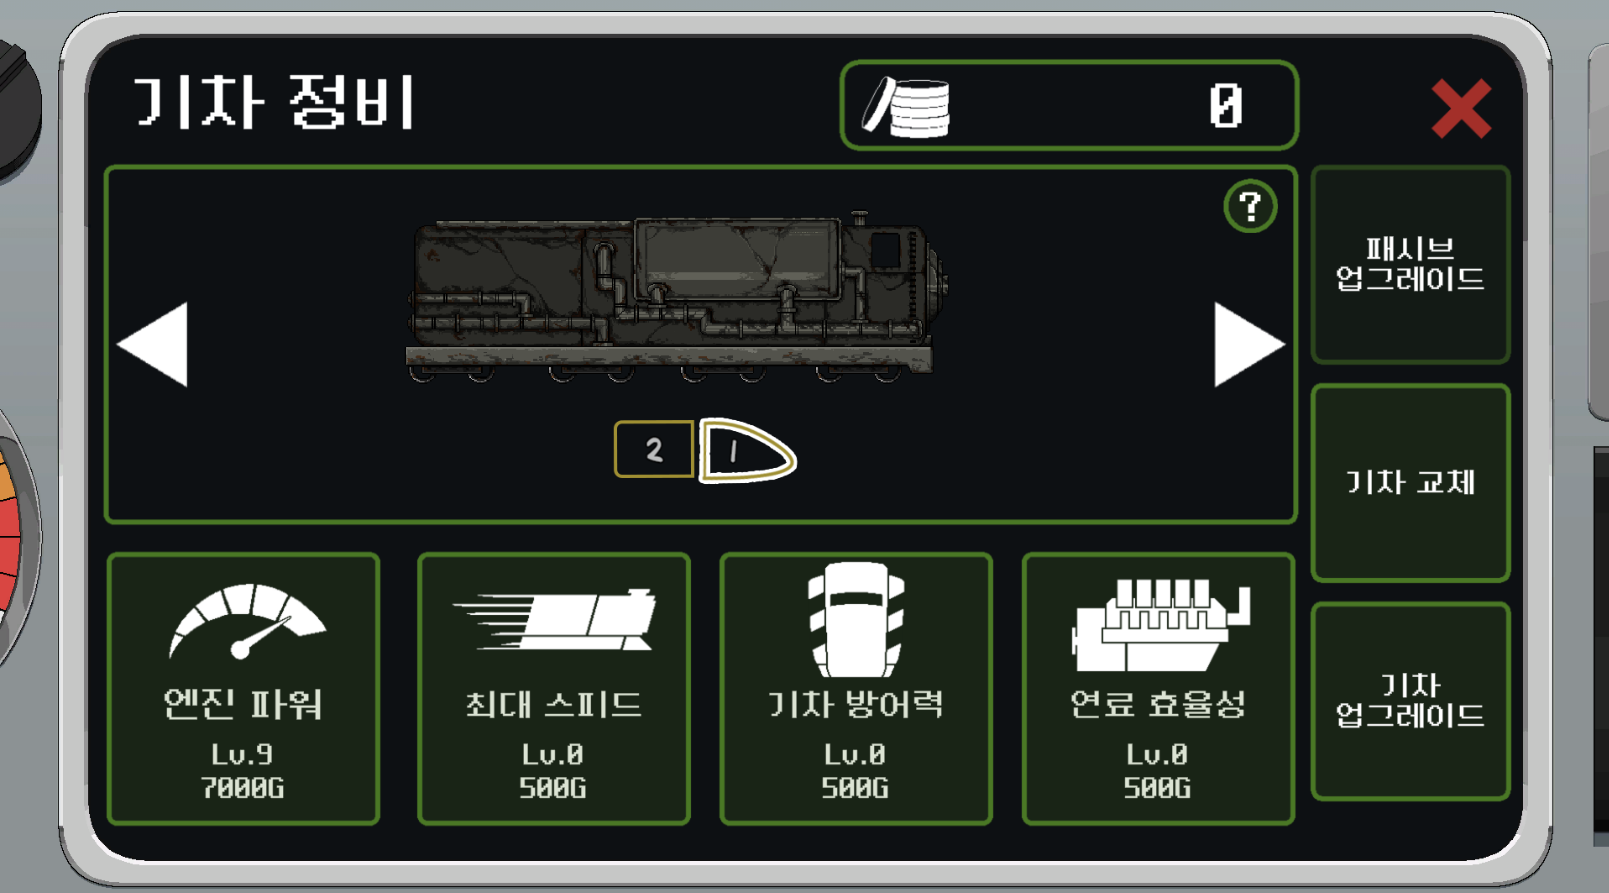 기차 정비
0
?
패시브
업그레이드
2
1
기차 교체
엔진 파워
Lv.9
7000G
최대 스피드
Lv.0
500G
기차 방어력
Lv.0
500G
연료 효율성
Lv.0
500G
기차
업그레이드